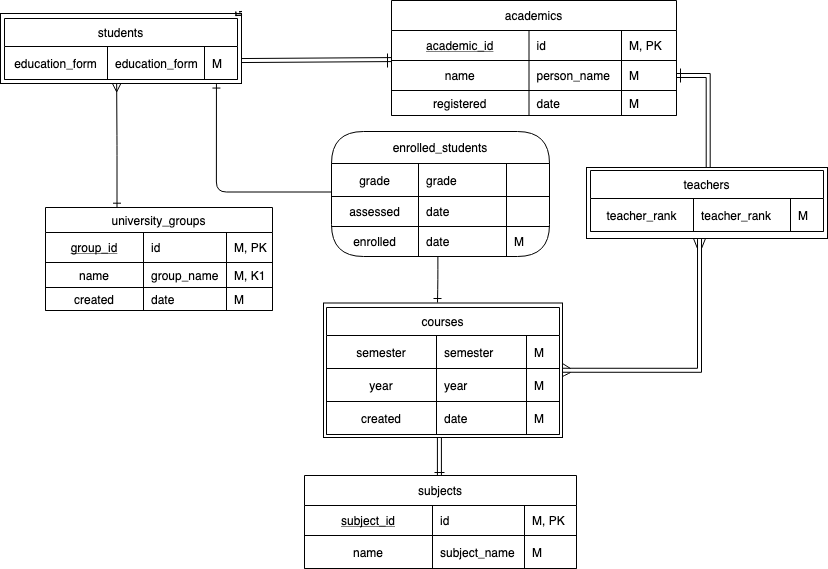 students
education_form education_form M
academics
academic_id id M, PK
name person_name M
registered date M
enrolled_students
grade grade
assessed date
enrolled date M
teachers
teacher_rank teacher_rank M
university_groups
group_id id M, PK
name group_name M, K1
created date M
courses
semester semester M
year year M
created date M
subjects
subject_id id M, PK
name subject_name M